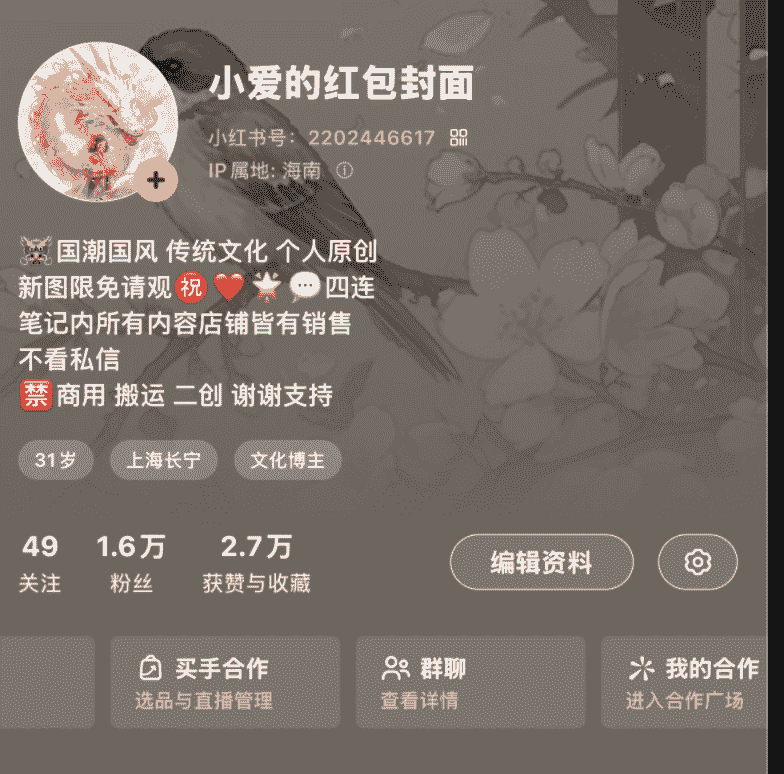 小爱的红包封面
小红书号：2202446617
IP属地: 海南
国潮国风 传统文化 个人原创
新图限免请观㊗️❤️🌟💬四连
笔记内所有内容店铺皆有销售
不看私信
🈲商用 搬运 二创 谢谢支持
31岁 上海长宁 文化博主
49 1.6万 2.7万
关注 粉丝 获赞与收藏
编辑资料
买手合作 群聊 我的合作
选品与直播管理 查看详情 进入合作广场